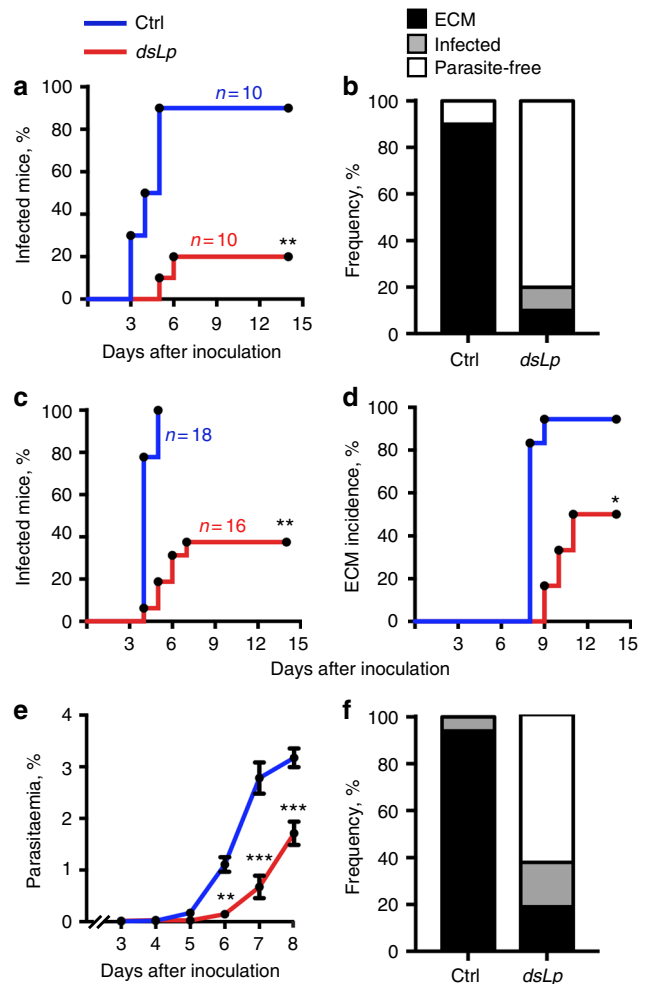 Ctrl
dsLp
ECM
Infected
Parasite-free
a
Infected mice, %
100
80
60
40
20
0
n=10
n=10
**
3 6 9 12 15
Days after inoculation
b
Frequency, %
100
80
60
40
20
0
Ctrl dsLp
c
Infected mice, %
100
80
60
40
20
0
n=18
n=16
**
3 6 9 12 15
d
ECM incidence, %
100
80
60
40
20
0
*
3 6 9 12 15
Days after inoculation
e
Parasitaemia, %
4
3
2
1
0
**
***
***
3 4 5 6 7 8
Days after inoculation
f
Frequency, %
100
80
60
40
20
0
Ctrl dsLp